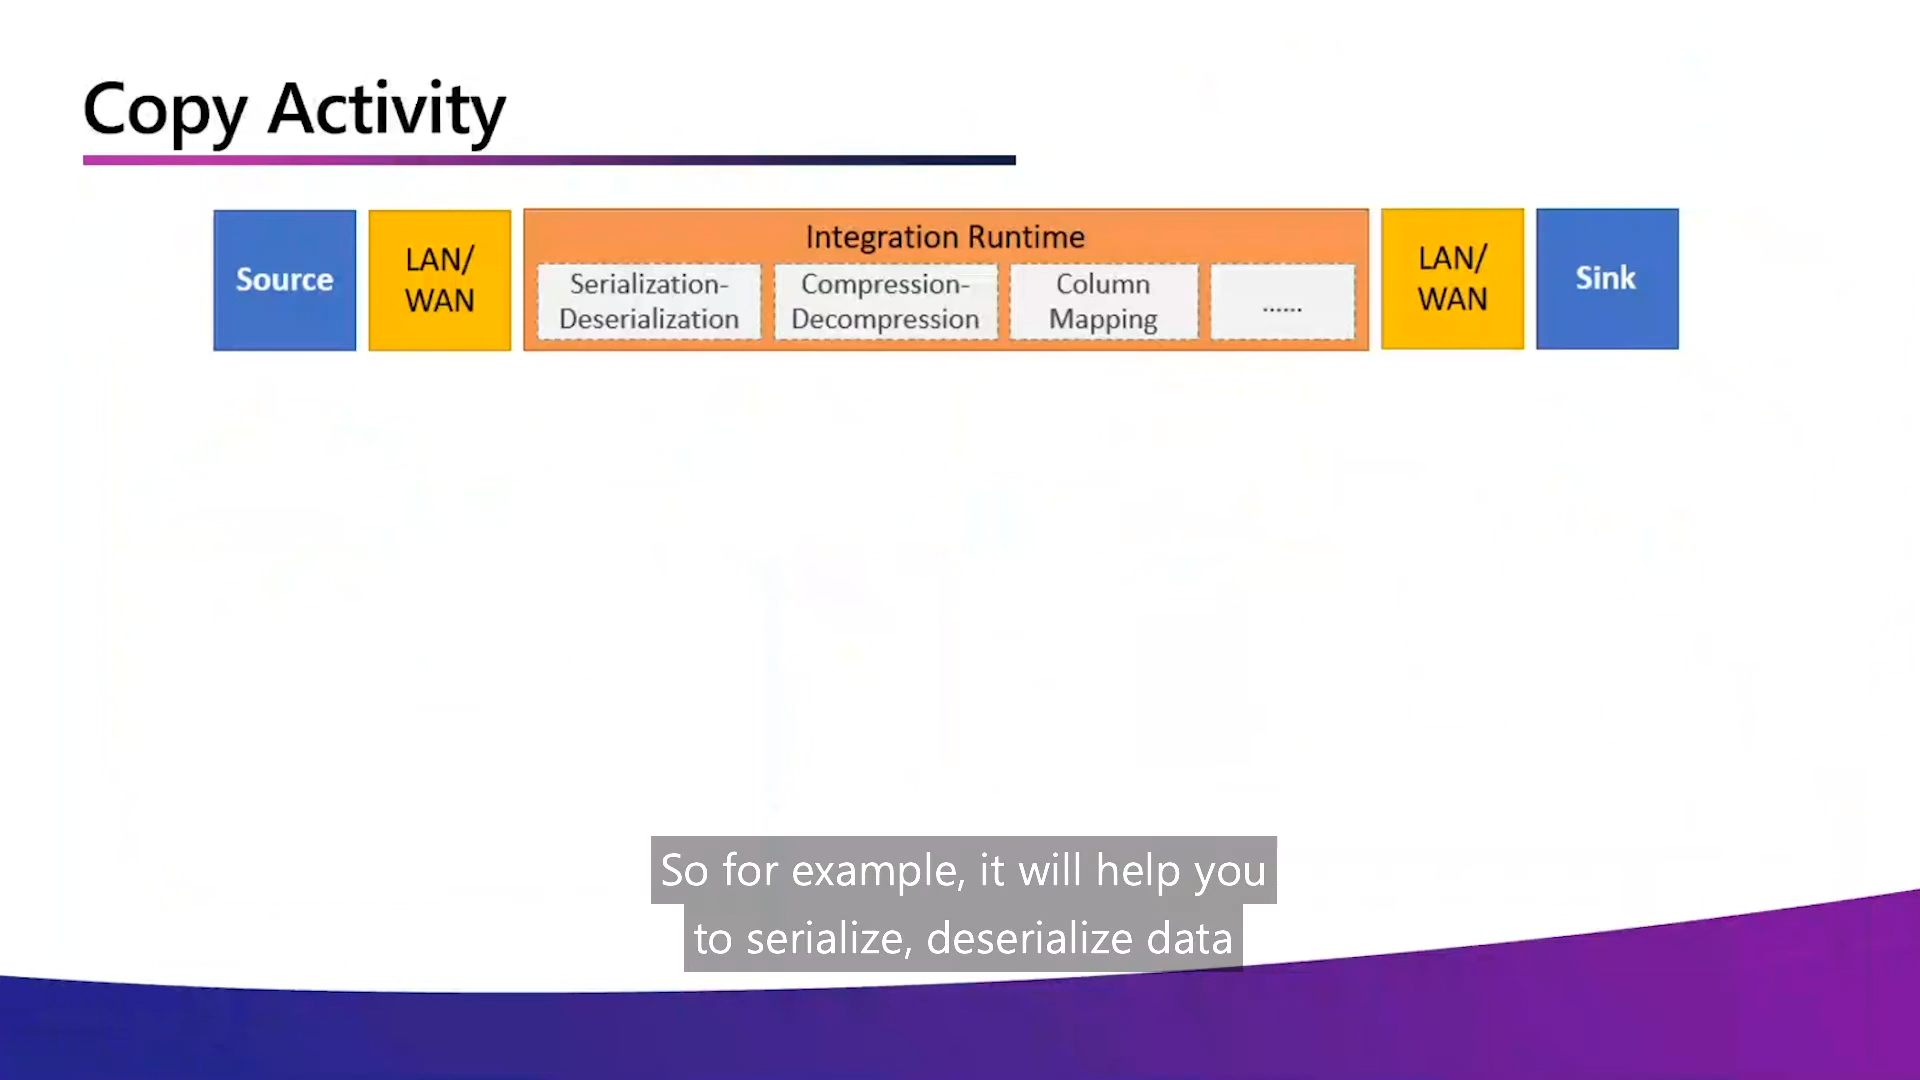 Copy Activity
Source
LAN/
WAN
Integration Runtime
Serialization-
Deserialization
Compression-
Decompression
Column
Mapping
......
LAN/
WAN
Sink
So for example, it will help you
to serialize, deserialize data